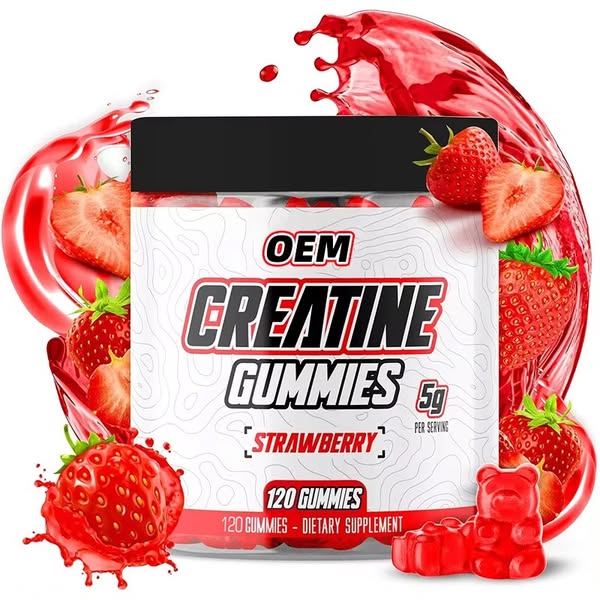 OEM
CREATINE
GUMMIES
5g
PER SERVING
[STRAWBERRY]
120 GUMMIES
120 GUMMIES - DIETARY SUPPLEMENT